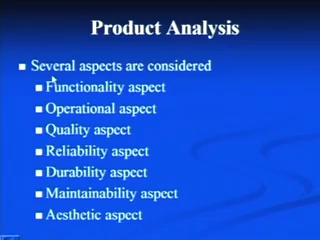 Product Analysis
Several aspects are considered
Functionality aspect
Operational aspect
Quality aspect
Reliability aspect
Durability aspect
Maintainability aspect
Aesthetic aspect